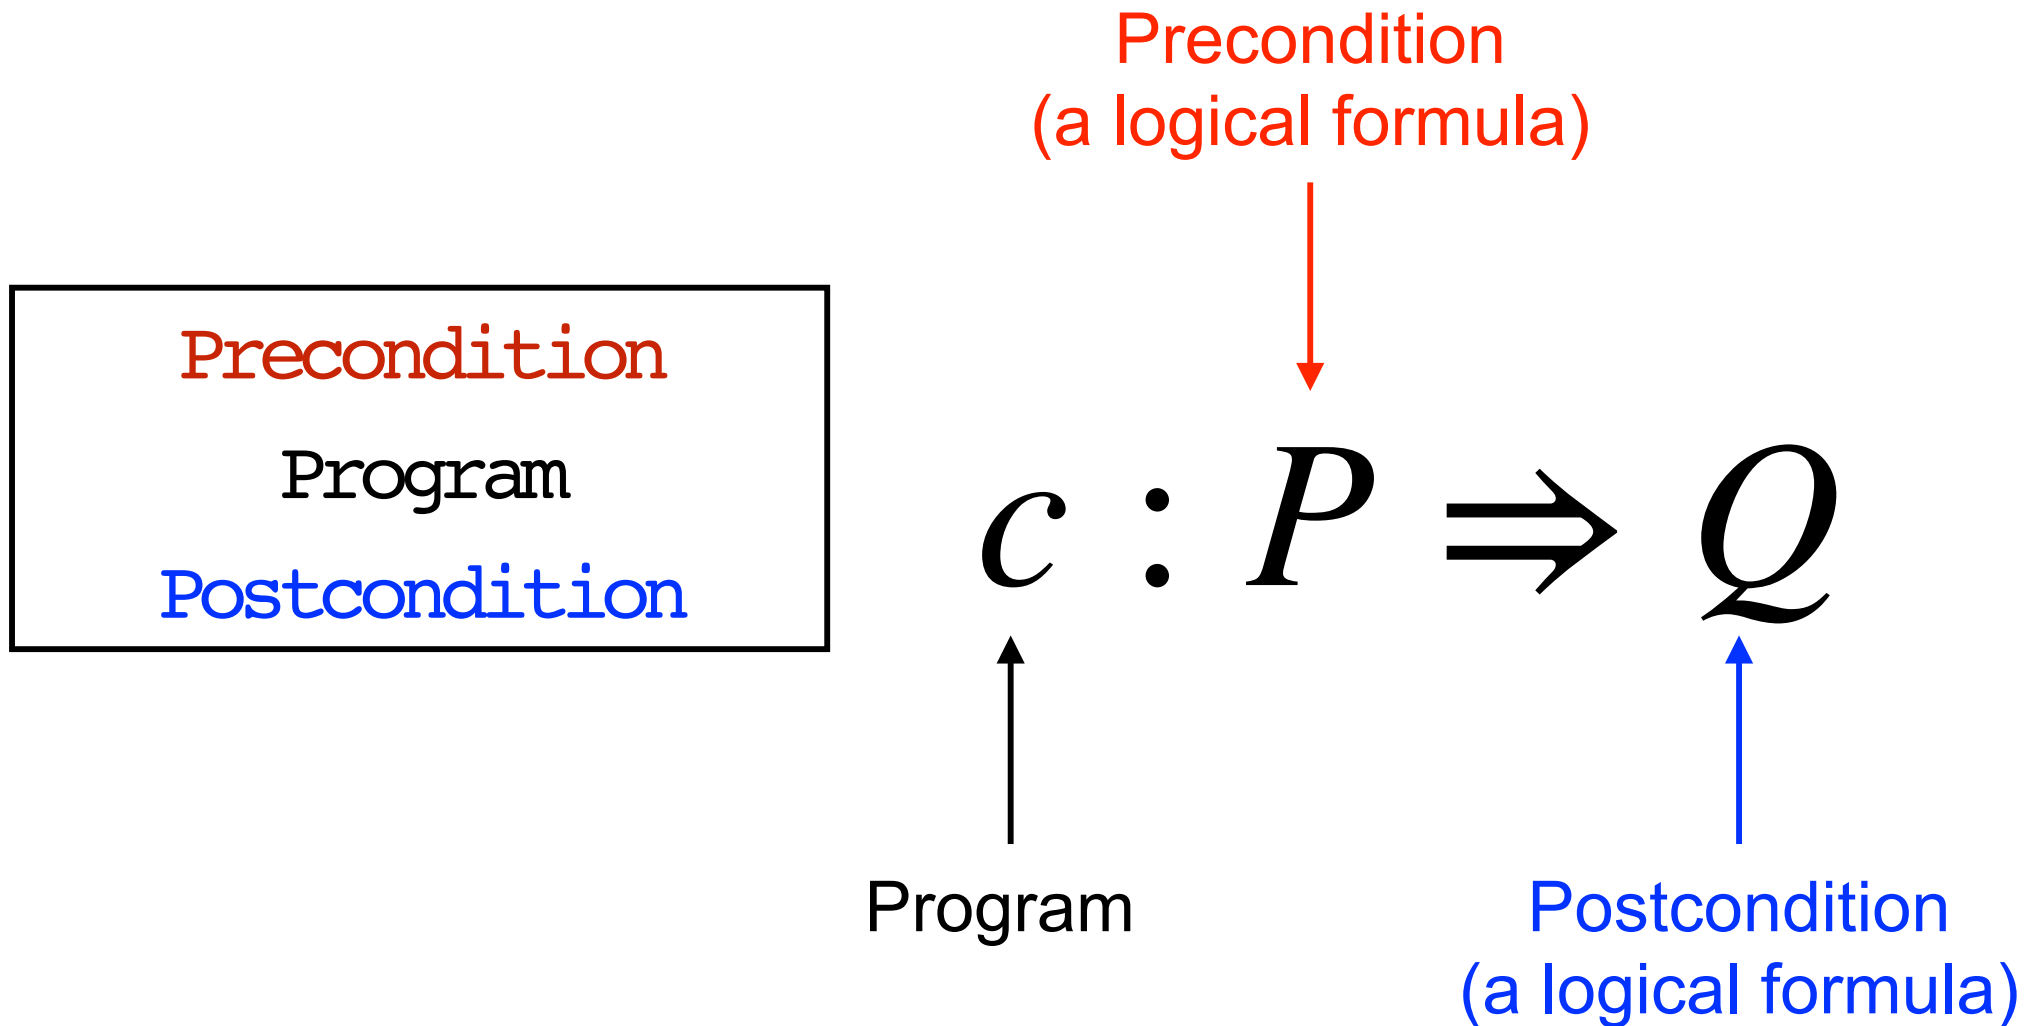 Precondition
(a logical formula)
Precondition
Program
Postcondition
c : P ⇒ Q
Program
Postcondition
(a logical formula)